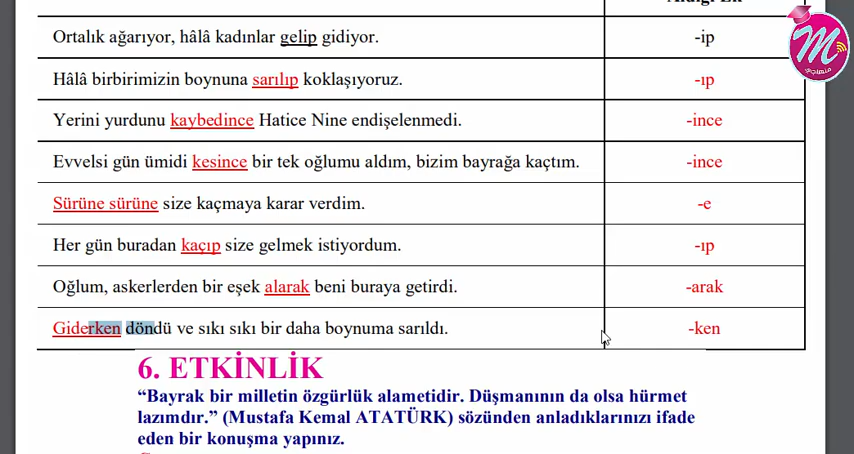 Ortalık ağarıyor, hâlâ kadınlar gelip gidiyor. -ip
Hâlâ birbirimizin boynuna sarılıp koklaşıyoruz. -ıp
Yerini yurdunu kaybedince Hatice Nine endişelenmedi. -ince
Evvelsi gün ümidi kesince bir tek oğlumu aldım, bizim bayrağa kaçtım. -ince
Sürüne sürüne size kaçmaya karar verdim. -e
Her gün buradan kaçıp size gelmek istiyordum. -ıp
Oğlum, askerlerden bir eşek alarak beni buraya getirdi. -arak
Giderken döndü ve sıkı sıkı bir daha boynuma sarıldı. -ken
6. ETKİNLİK
“Bayrak bir milletin özgürlük alametidir. Düşmanının da olsa hürmet
lazımdır.” (Mustafa Kemal ATATÜRK) sözünden anladıklarınızı ifade
eden bir konuşma yapınız.